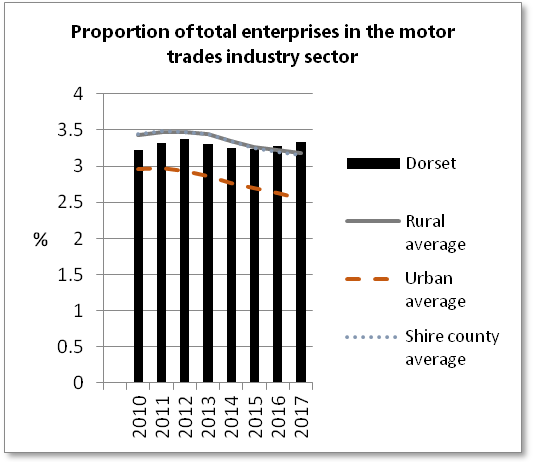 Proportion of total enterprises in the motor
trades industry sector
4
3.5
3
2.5
2
1.5
1
0.5
0
%
2010
2011
2012
2013
2014
2015
2016
2017
Dorset
Rural
average
Urban
average
Shire county
average